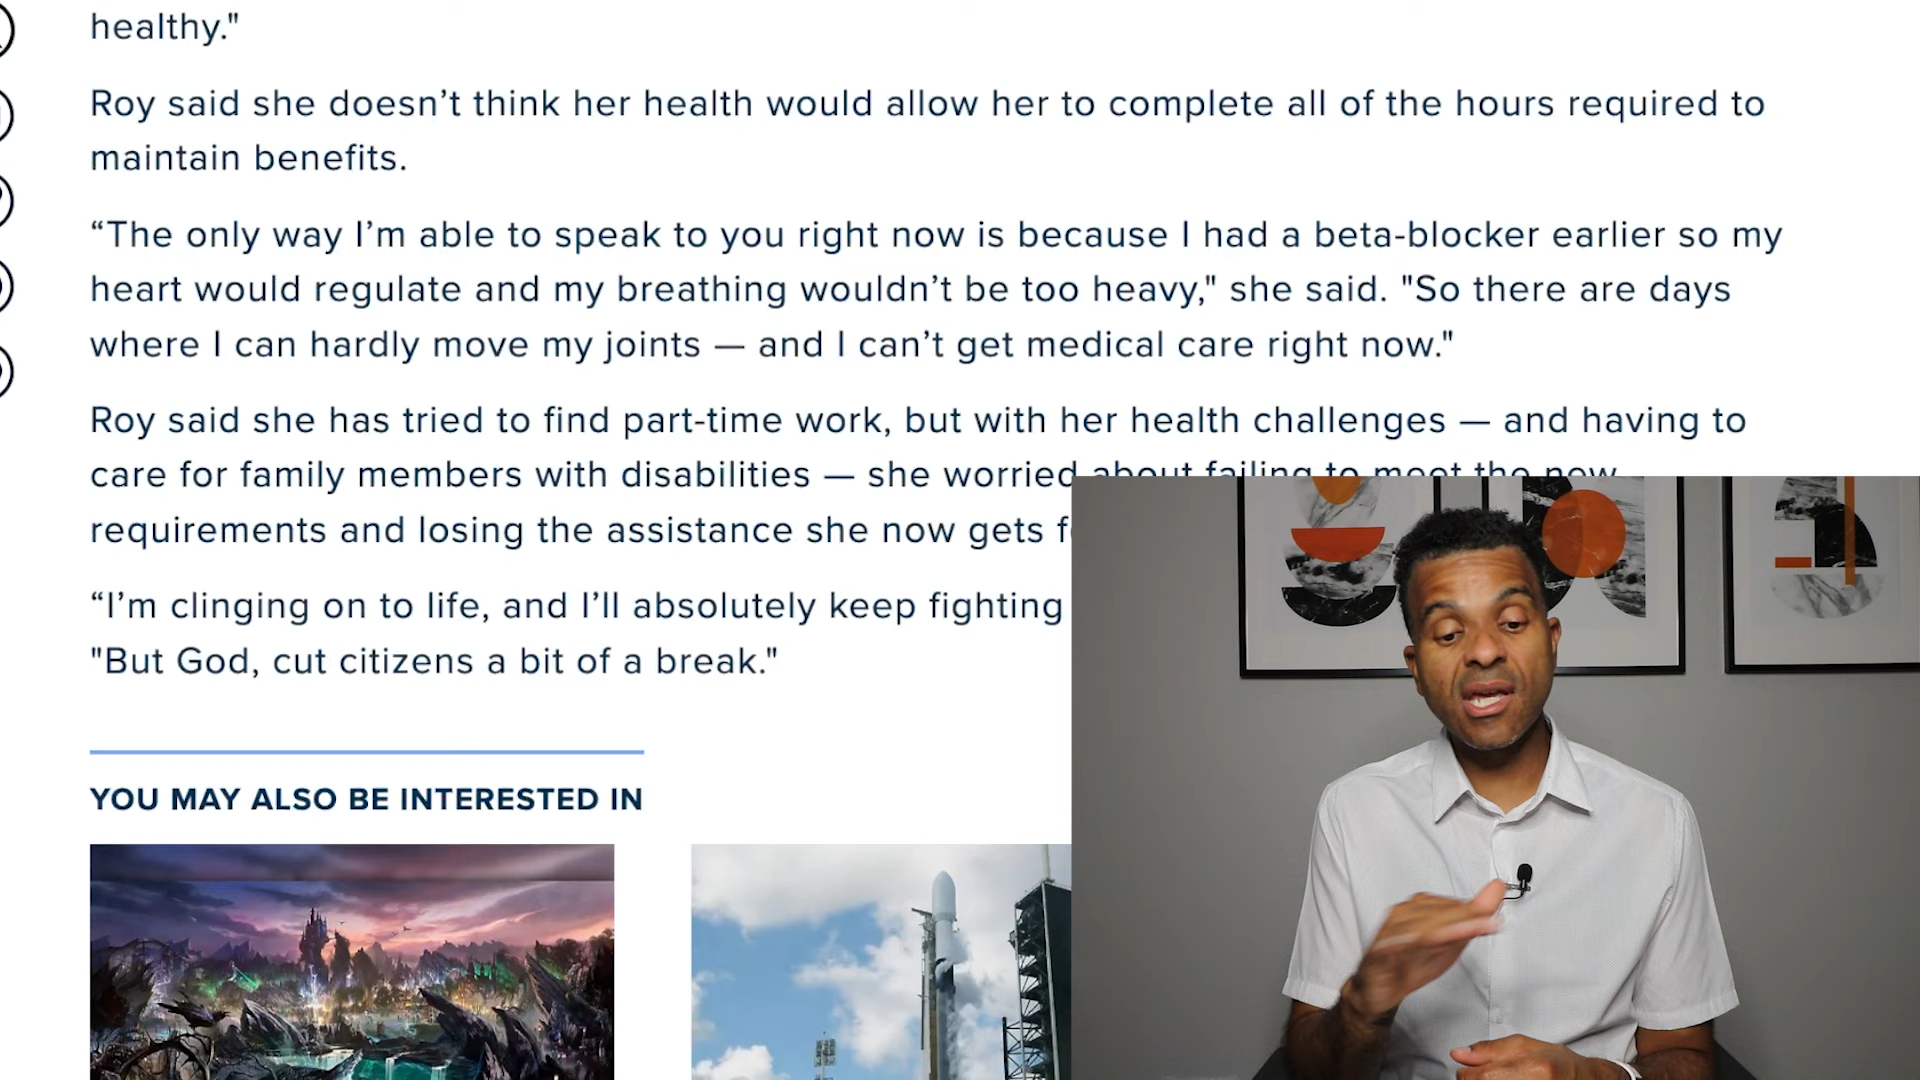 healthy."
Roy said she doesn’t think her health would allow her to complete all of the hours required to
maintain benefits.
“The only way I’m able to speak to you right now is because I had a beta-blocker earlier so my
heart would regulate and my breathing wouldn’t be too heavy," she said. "So there are days
where I can hardly move my joints — and I can’t get medical care right now."
Roy said she has tried to find part-time work, but with her health challenges — and having to
care for family members with disabilities — she worried about failing to meet the new
requirements and losing the assistance she now gets
“I’m clinging on to life, and I’ll absolutely keep fighting
"But God, cut citizens a bit of a break."
YOU MAY ALSO BE INTERESTED IN